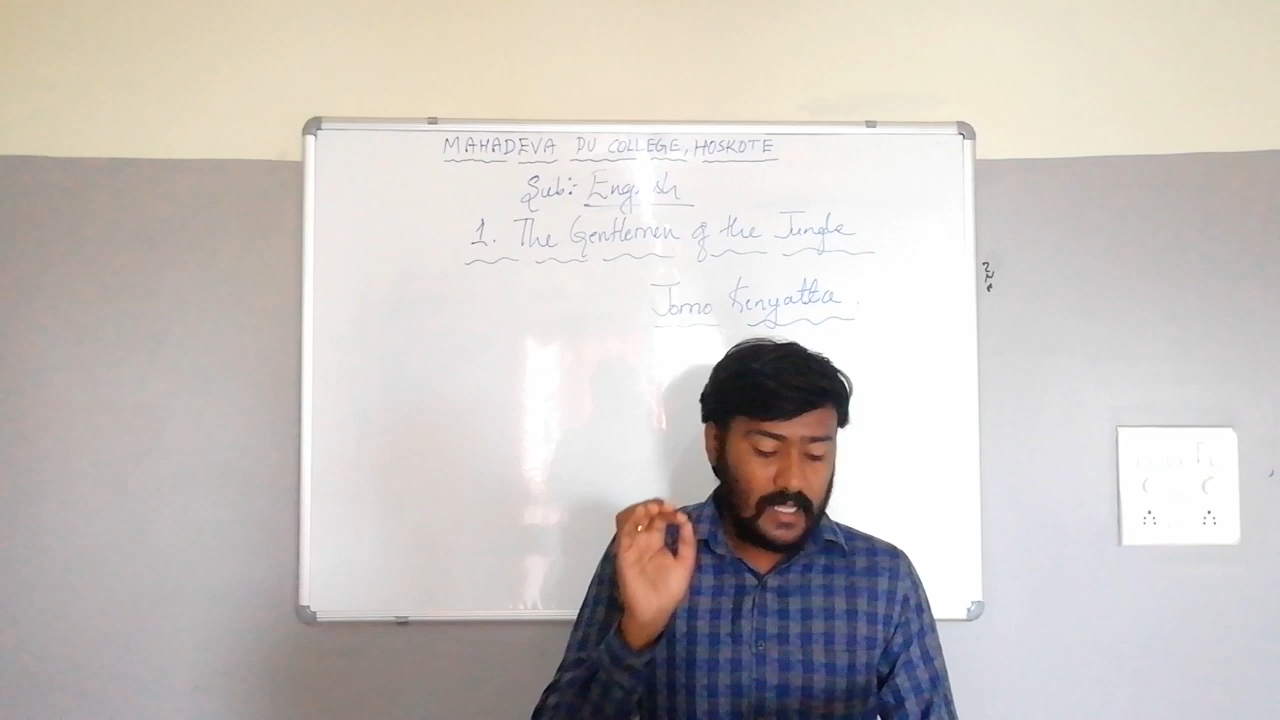 MAHADEVA PU COLLEGE, HOSKOTE
Sub:- English
1. The Gentlemen of the Jungle
Jomo Kenyatta.